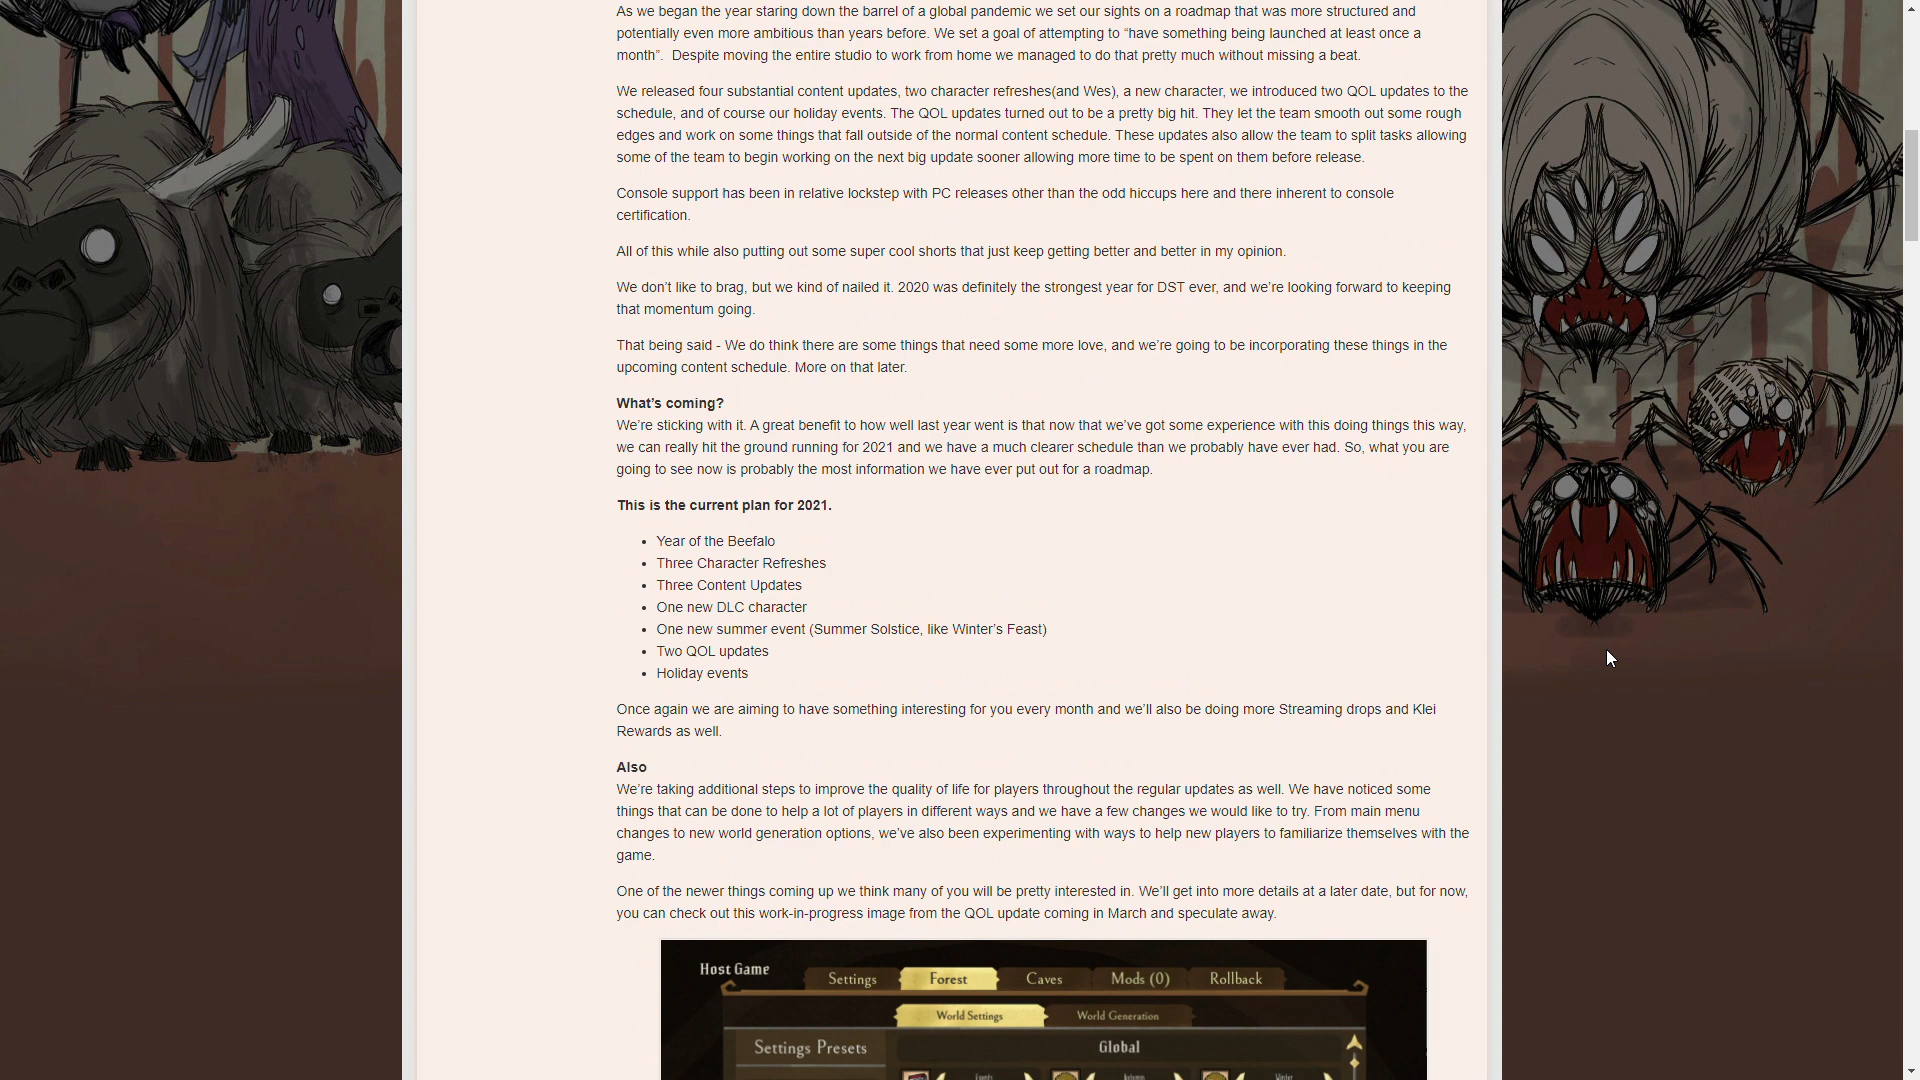 As we began the year staring down the barrel of a global pandemic we set our sights on a roadmap that was more structured and
potentially even more ambitious than years before. We set a goal of attempting to “have something being launched at least once a
month”.  Despite moving the entire studio to work from home we managed to do that pretty much without missing a beat.
We released four substantial content updates, two character refreshes(and Wes), a new character, we introduced two QOL updates to the
schedule, and of course our holiday events. The QOL updates turned out to be a pretty big hit. They let the team smooth out some rough
edges and work on some things that fall outside of the normal content schedule. These updates also allow the team to split tasks allowing
some of the team to begin working on the next big update sooner allowing more time to be spent on them before release.
Console support has been in relative lockstep with PC releases other than the odd hiccups here and there inherent to console
certification.
All of this while also putting out some super cool shorts that just keep getting better and better in my opinion.
We don’t like to brag, but we kind of nailed it. 2020 was definitely the strongest year for DST ever, and we’re looking forward to keeping
that momentum going.
That being said - We do think there are some things that need some more love, and we’re going to be incorporating these things in the
upcoming content schedule. More on that later.
What’s coming?
We’re sticking with it. A great benefit to how well last year went is that now that we’ve got some experience with this doing things this way,
we can really hit the ground running for 2021 and we have a much clearer schedule than we probably have ever had. So, what you are
going to see now is probably the most information we have ever put out for a roadmap.
This is the current plan for 2021.
• Year of the Beefalo
• Three Character Refreshes
• Three Content Updates
• One new DLC character
• One new summer event (Summer Solstice, like Winter’s Feast)
• Two QOL updates
• Holiday events
Once again we are aiming to have something interesting for you every month and we’ll also be doing more Streaming drops and Klei
Rewards as well.
Also
We’re taking additional steps to improve the quality of life for players throughout the regular updates as well. We have noticed some
things that can be done to help a lot of players in different ways and we have a few changes we would like to try. From main menu
changes to new world generation options, we’ve also been experimenting with ways to help new players to familiarize themselves with the
game.
One of the newer things coming up we think many of you will be pretty interested in. We’ll get into more details at a later date, but for now,
you can check out this work-in-progress image from the QOL update coming in March and speculate away.
Host Game
Settings Forest Caves Mods (0) Rollback
World Settings World Generation
Settings Presets Global
Events Autumn Winter